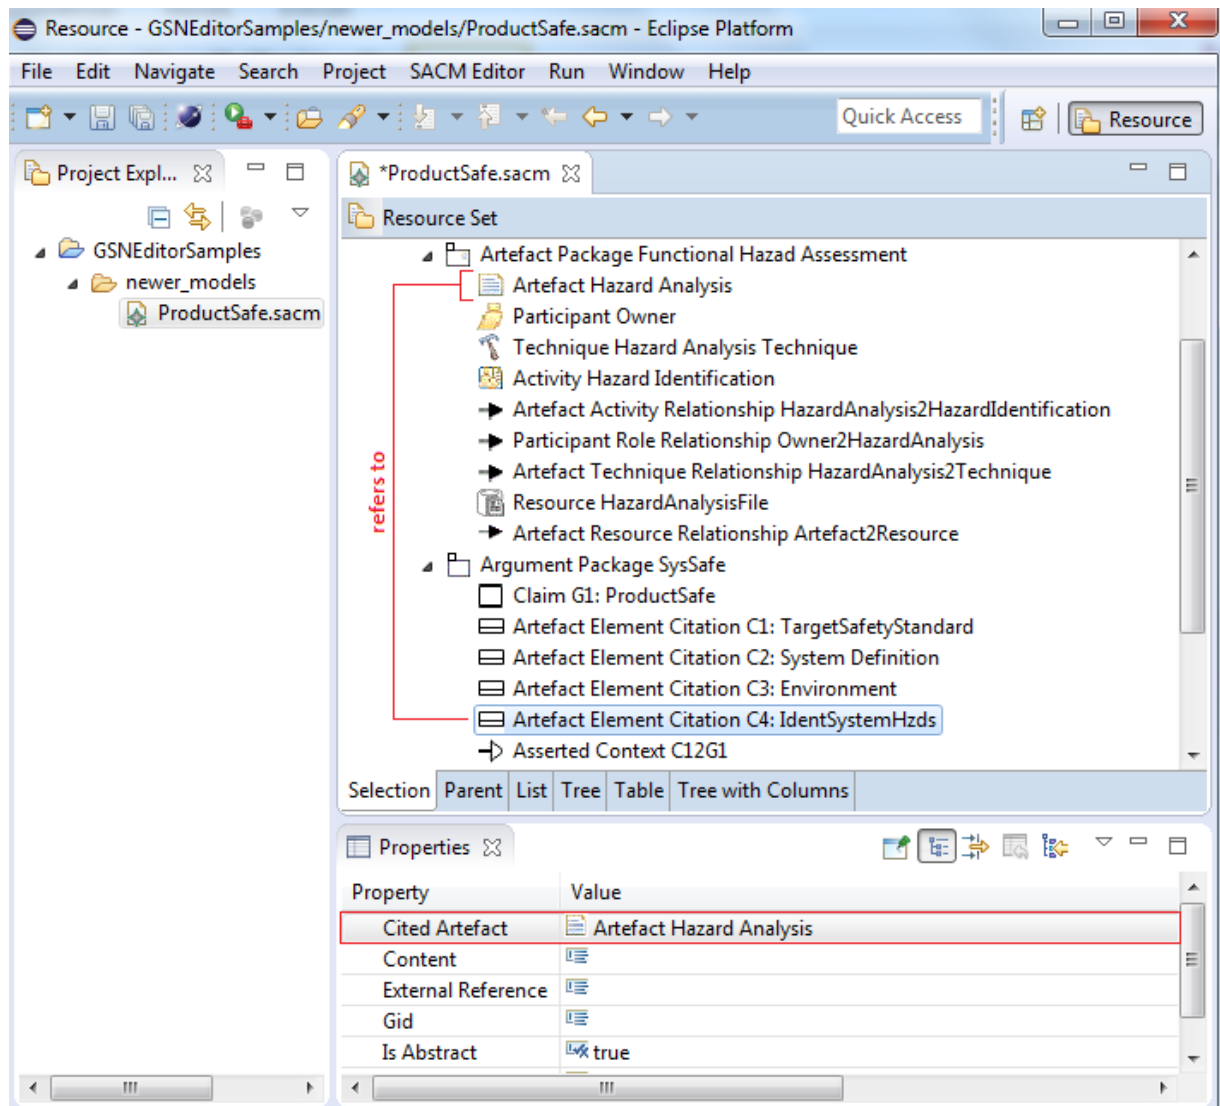 Resource - GSNEditorSamples/newer_models/ProductSafe.sacm - Eclipse Platform
File Edit Navigate Search Project SACM Editor Run Window Help
Quick Access
Resource
Project Expl...
GSNEditorSamples
newer_models
ProductSafe.sacm
*ProductSafe.sacm
Resource Set
Artefact Package Functional Hazad Assessment
Artefact Hazard Analysis
Participant Owner
Technique Hazard Analysis Technique
Activity Hazard Identification
Artefact Activity Relationship HazardAnalysis2HazardIdentification
Participant Role Relationship Owner2HazardAnalysis
Artefact Technique Relationship HazardAnalysis2Technique
Resource HazardAnalysisFile
Artefact Resource Relationship Artefact2Resource
Argument Package SysSafe
Claim G1: ProductSafe
Artefact Element Citation C1: TargetSafetyStandard
Artefact Element Citation C2: System Definition
Artefact Element Citation C3: Environment
Artefact Element Citation C4: IdentSystemHzds
Asserted Context C12G1
refers to
Selection Parent List Tree Table Tree with Columns
Properties
Property Value
Cited Artefact Artefact Hazard Analysis
Content
External Reference
Gid
Is Abstract true